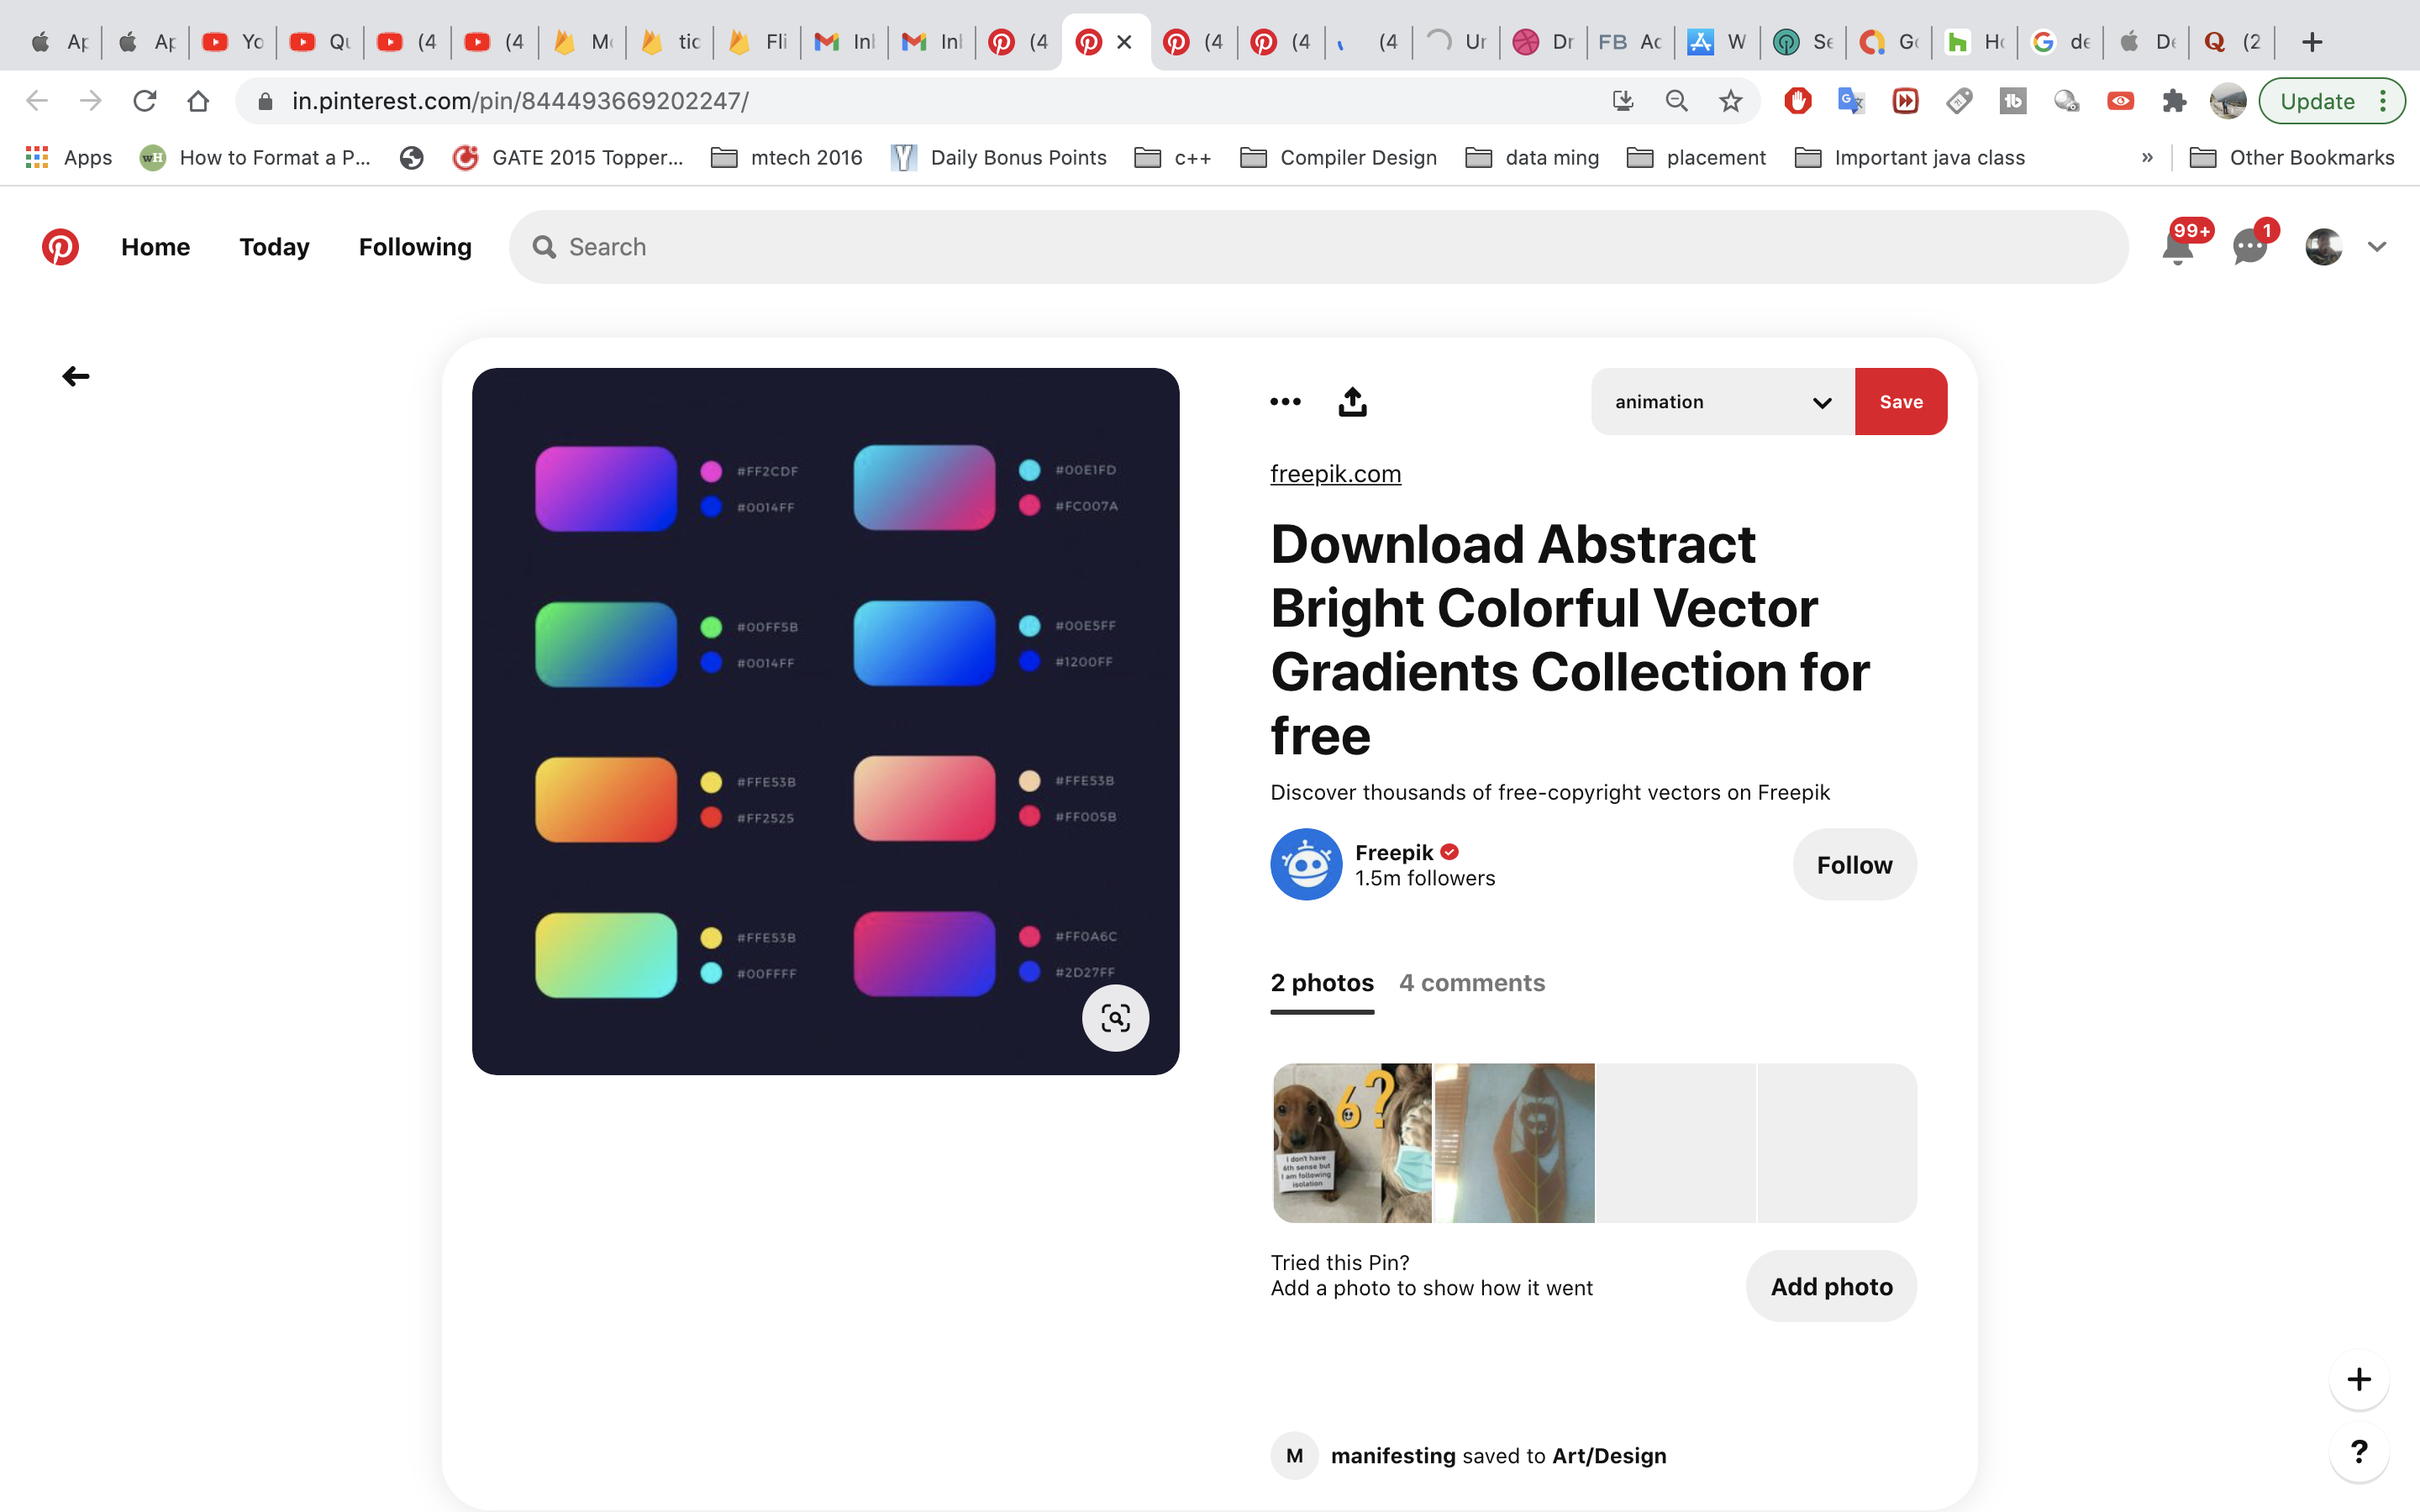 Ap
Ap
Yo
Qu
(4
(4
Mo
tic
Fli
Inl
Inl
(4
(4
(4
(4
Ur
Dr
FB Ac
W
Se
Go
Ho
de
De
Q (2
in.pinterest.com/pin/844493669202247/
Update
Apps
wH How to Format a P...
GATE 2015 Topper...
mtech 2016
Y Daily Bonus Points
c++
Compiler Design
data ming
placement
Important java class
»
Other Bookmarks
Home
Today
Following
Search
99+
1
#FF2CDF
#0014FF
#00E1FD
#FC007A
#00FF5B
#0014FF
#00E5FF
#1200FF
#FFE53B
#FF2525
#FFE53B
#FF005B
#FFE53B
#00FFFF
#FF0A6C
#2D27FF
animation
Save
freepik.com
Download Abstract
Bright Colorful Vector
Gradients Collection for
free
Discover thousands of free-copyright vectors on Freepik
Freepik
1.5m followers
Follow
2 photos
4 comments
6?
I don't have
6th sense but
I am following
isolation
Tried this Pin?
Add a photo to show how it went
Add photo
M
manifesting saved to Art/Design
+
?